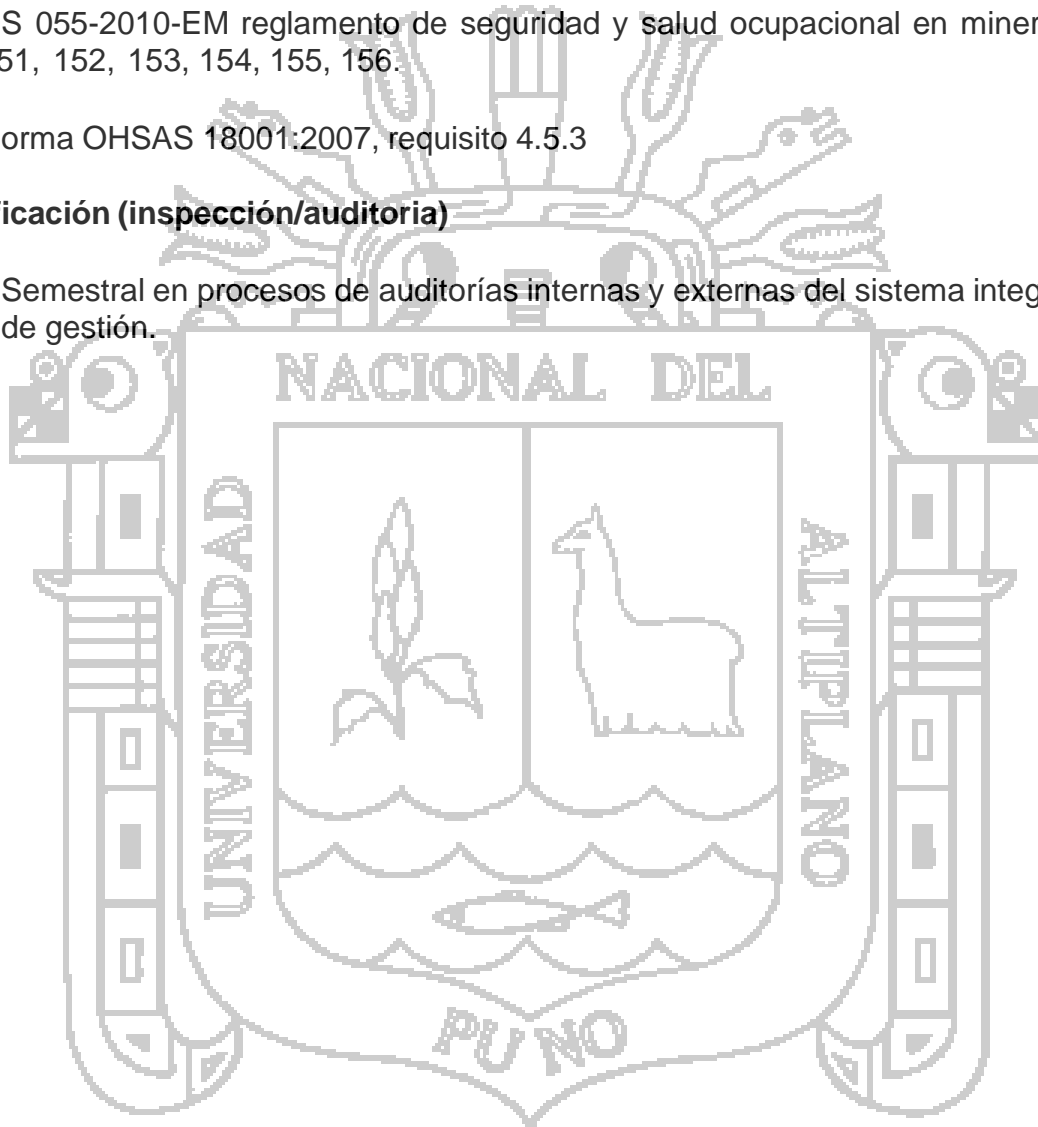 S 055-2010-EM reglamento de seguridad y salud ocupacional en miner
51, 152, 153, 154, 155, 156.
orma OHSAS 18001:2007, requisito 4.5.3
icación (inspección/auditoria)
Semestral en procesos de auditorías internas y externas del sistema integ
de gestión.
NACIONAL DEL
UNIVERSIDAD
ALTIPLANO
PUNO